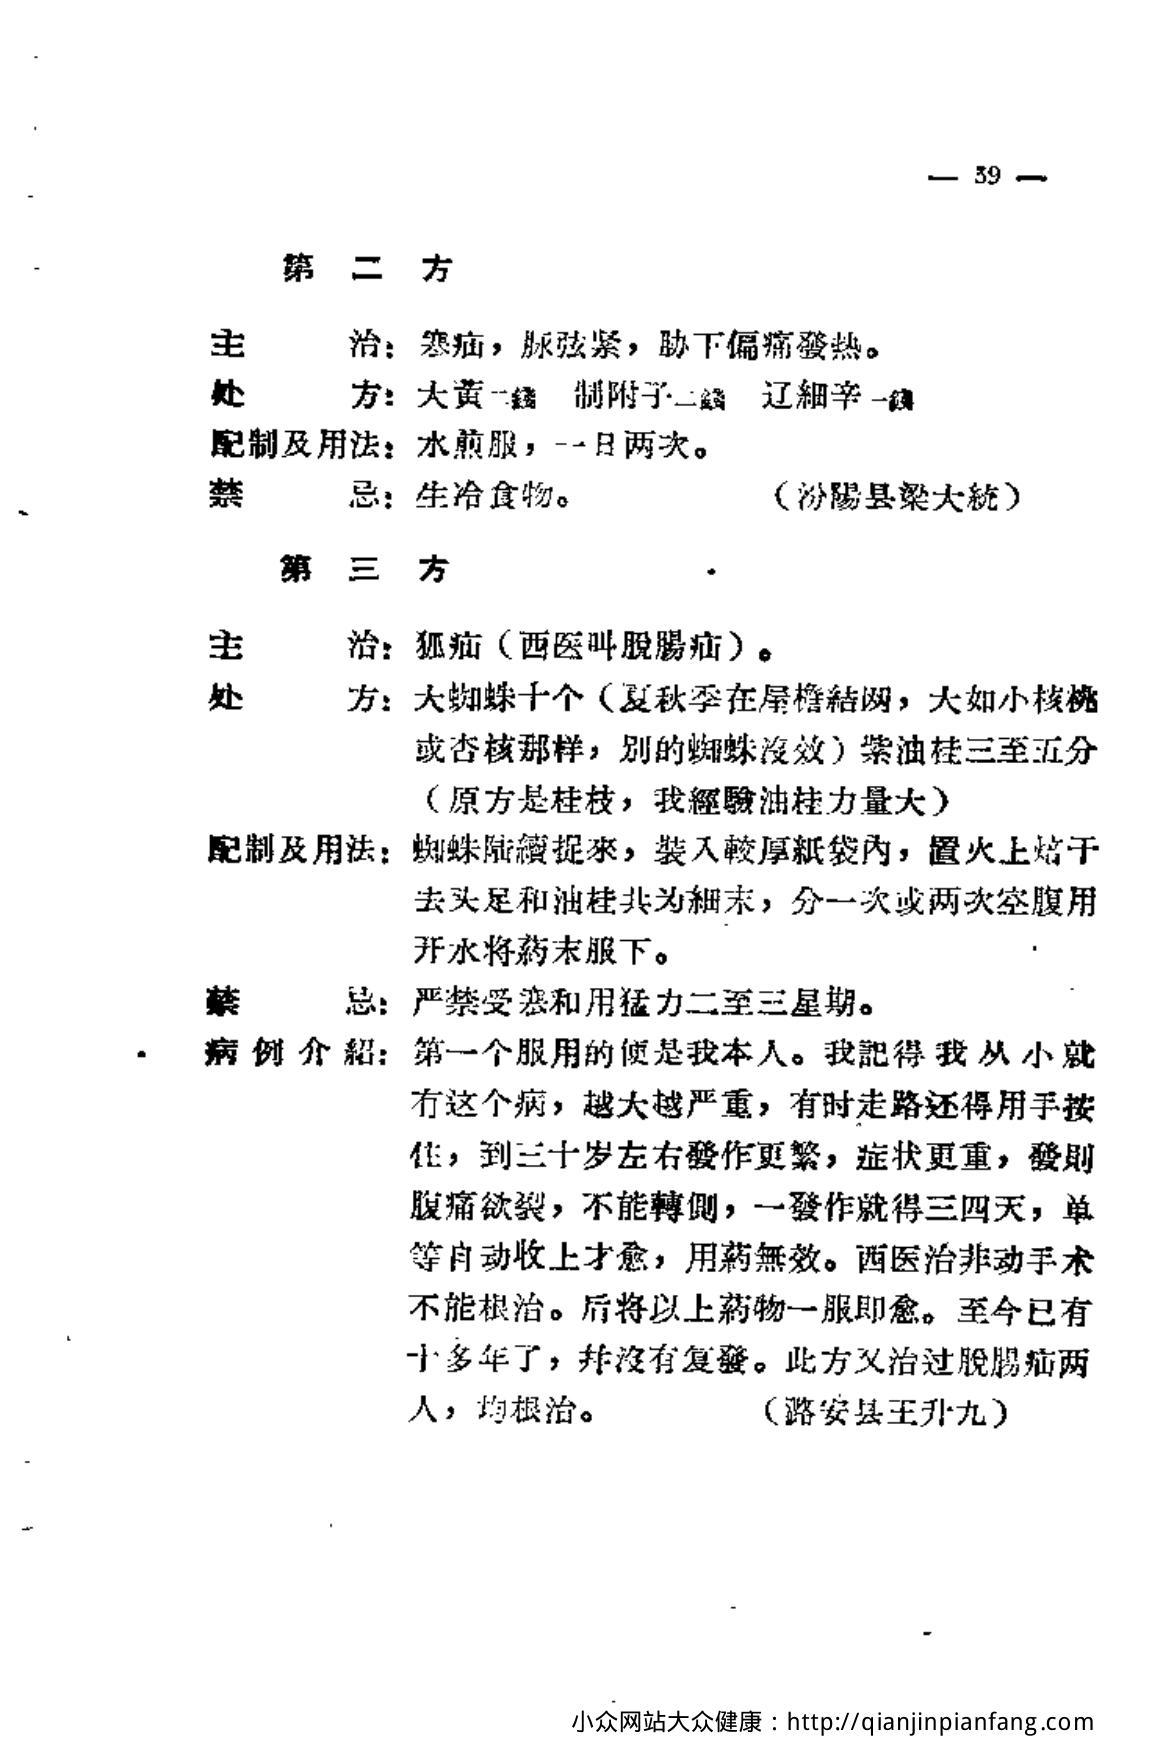 — 39 —
第二方
主治：寒疝，脉弦紧，胁下偏痛發热。
处方：大黄二錢 制附子二錢 辽細辛一錢
配制及用法：水煎服，一日两次。
禁忌：生冷食物。（汾陽县梁大統）
第三方
主治：狐疝（西医叫脫腸疝）。
处方：大蜘蛛十个（夏秋季在屋檐結网，大如小核桃
或杏核那样，别的蜘蛛沒效）紫油桂三至五分
（原方是桂枝，我經驗油桂力量大）
配制及用法：蜘蛛陆續捉來，裝入較厚紙袋內，置火上焙干
去头足和油桂共为細末，分一次或两次空腹用
开水将葯末服下。
禁忌：严禁受寒和用猛力二至三星期。
病例介紹：第一个服用的便是我本人。我記得我从小就
有这个病，越大越严重，有时走路还得用手按
住，到三十岁左右發作更繁，症状更重，發則
腹痛欲裂，不能轉側，一發作就得三四天，单
等自动收上才愈，用葯無效。西医治非动手术
不能根治。后将以上葯物一服即愈。至今已有
十多年了，幷沒有复發。此方又治过脫腸疝两
人，均根治。（潞安县王升九）
小众网站大众健康：http://qianjinpianfang.com